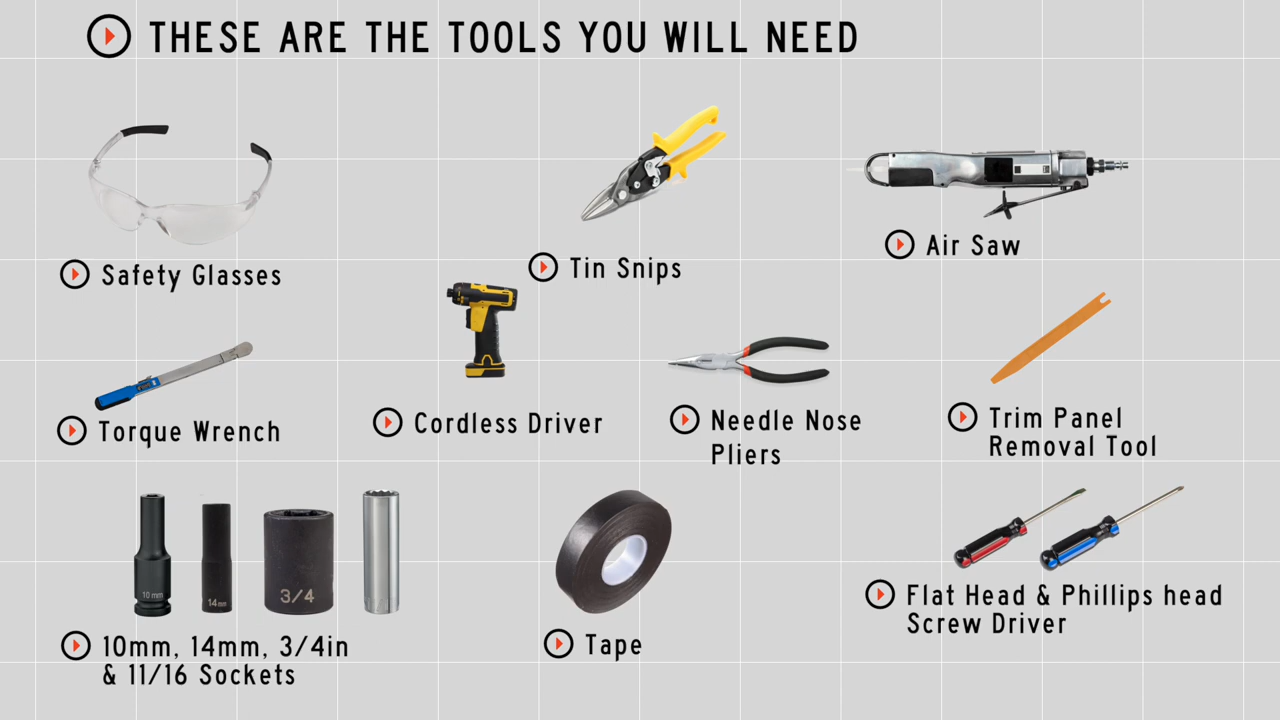 THESE ARE THE TOOLS YOU WILL NEED
Safety Glasses
Tin Snips
Air Saw
Torque Wrench
Cordless Driver
Needle Nose
Pliers
Trim Panel
Removal Tool
10 mm
14mm
3/4
10mm, 14mm, 3/4in
& 11/16 Sockets
Tape
Flat Head & Phillips head
Screw Driver